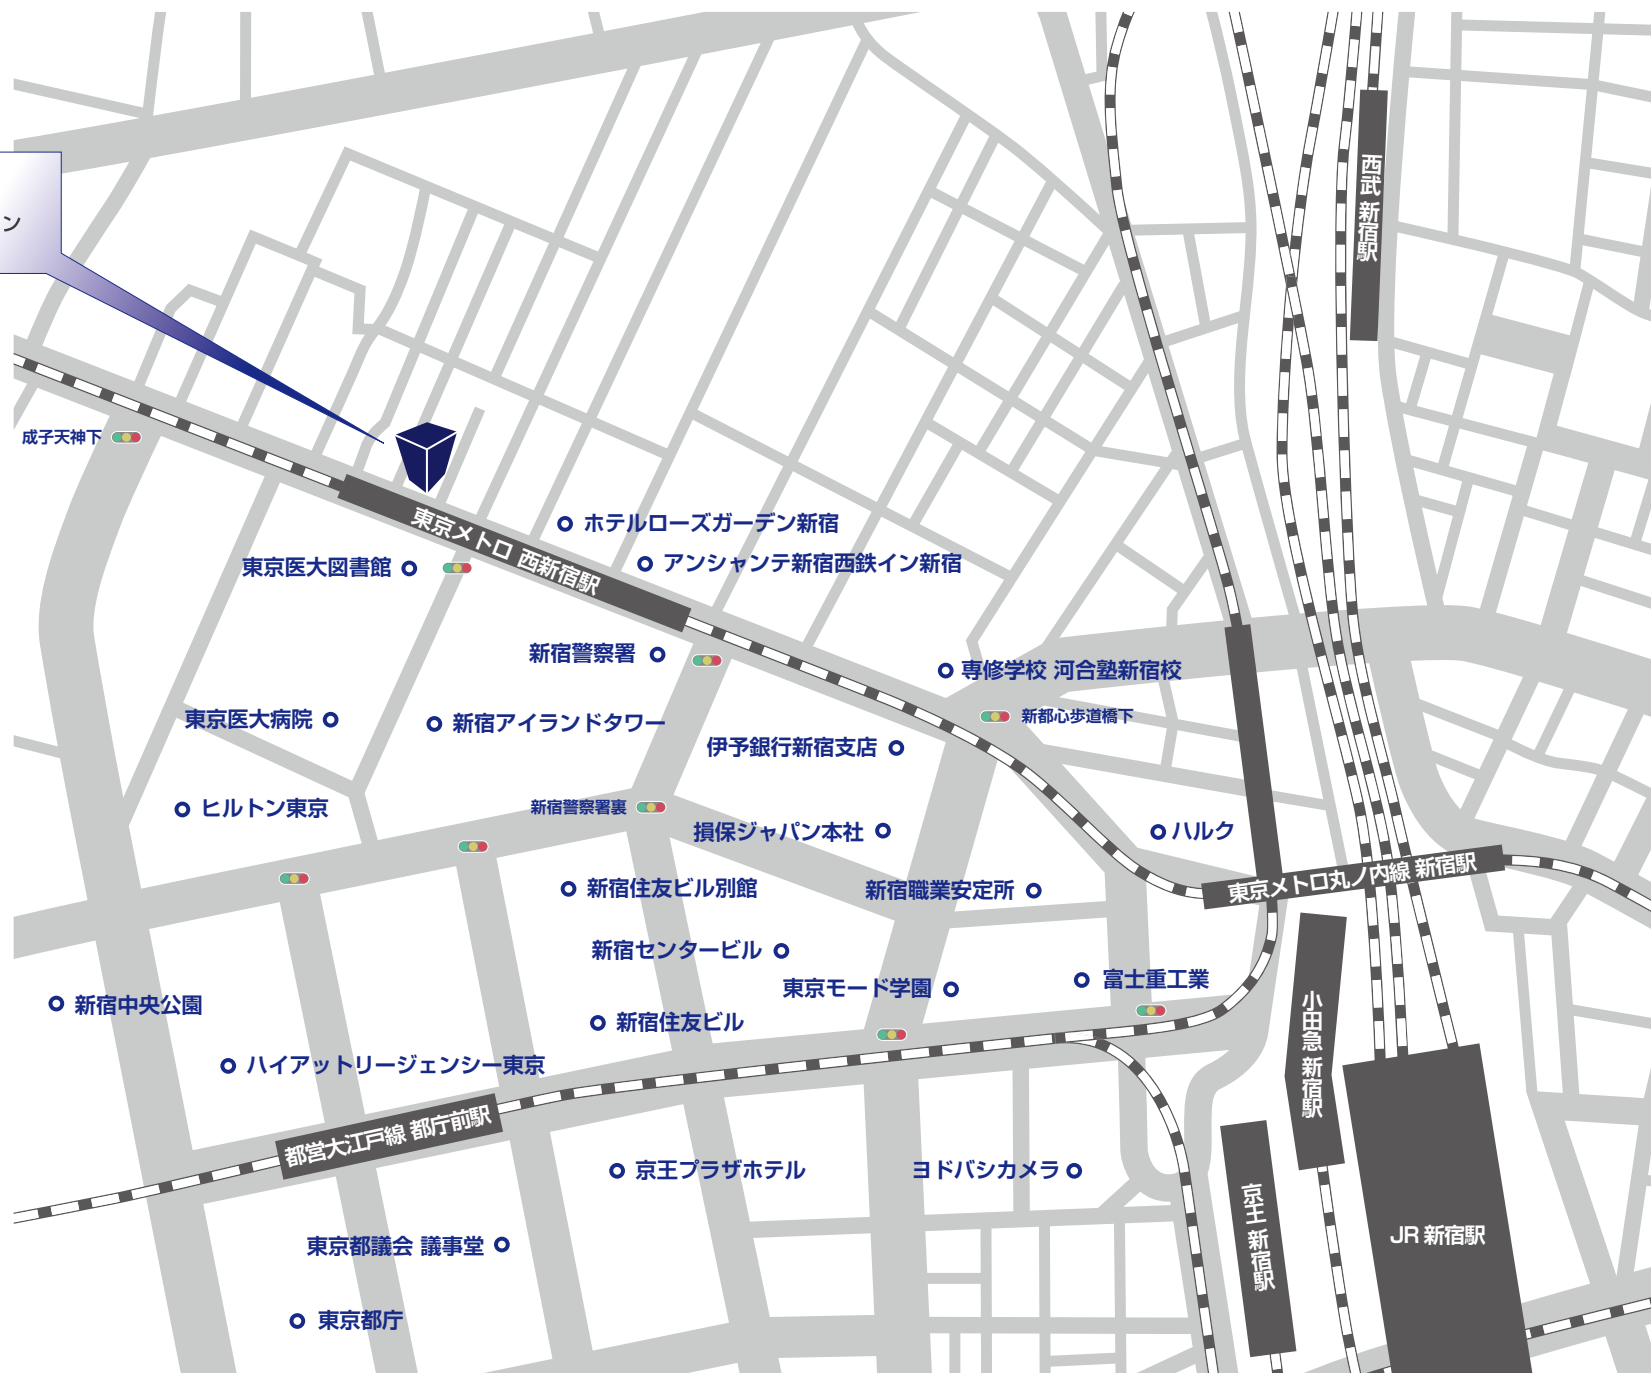 西武 新宿駅
ン
成子天神下
東京メトロ 西新宿駅
ホテルローズガーデン新宿
アンシャンテ新宿西鉄イン新宿
東京医大図書館
新宿警察署
専修学校 河合塾新宿校
新都心歩道橋下
東京医大病院
新宿アイランドタワー
伊予銀行新宿支店
ヒルトン東京
新宿警察署裏
損保ジャパン本社
ハルク
東京メトロ丸ノ内線 新宿駅
新宿住友ビル別館
新宿職業安定所
新宿センタービル
東京モード学園
富士重工業
新宿中央公園
新宿住友ビル
小田急 新宿駅
ハイアットリージェンシー東京
都営大江戸線 都庁前駅
京王プラザホテル
ヨドバシカメラ
京王 新宿駅
JR 新宿駅
東京都議会 議事堂
東京都庁